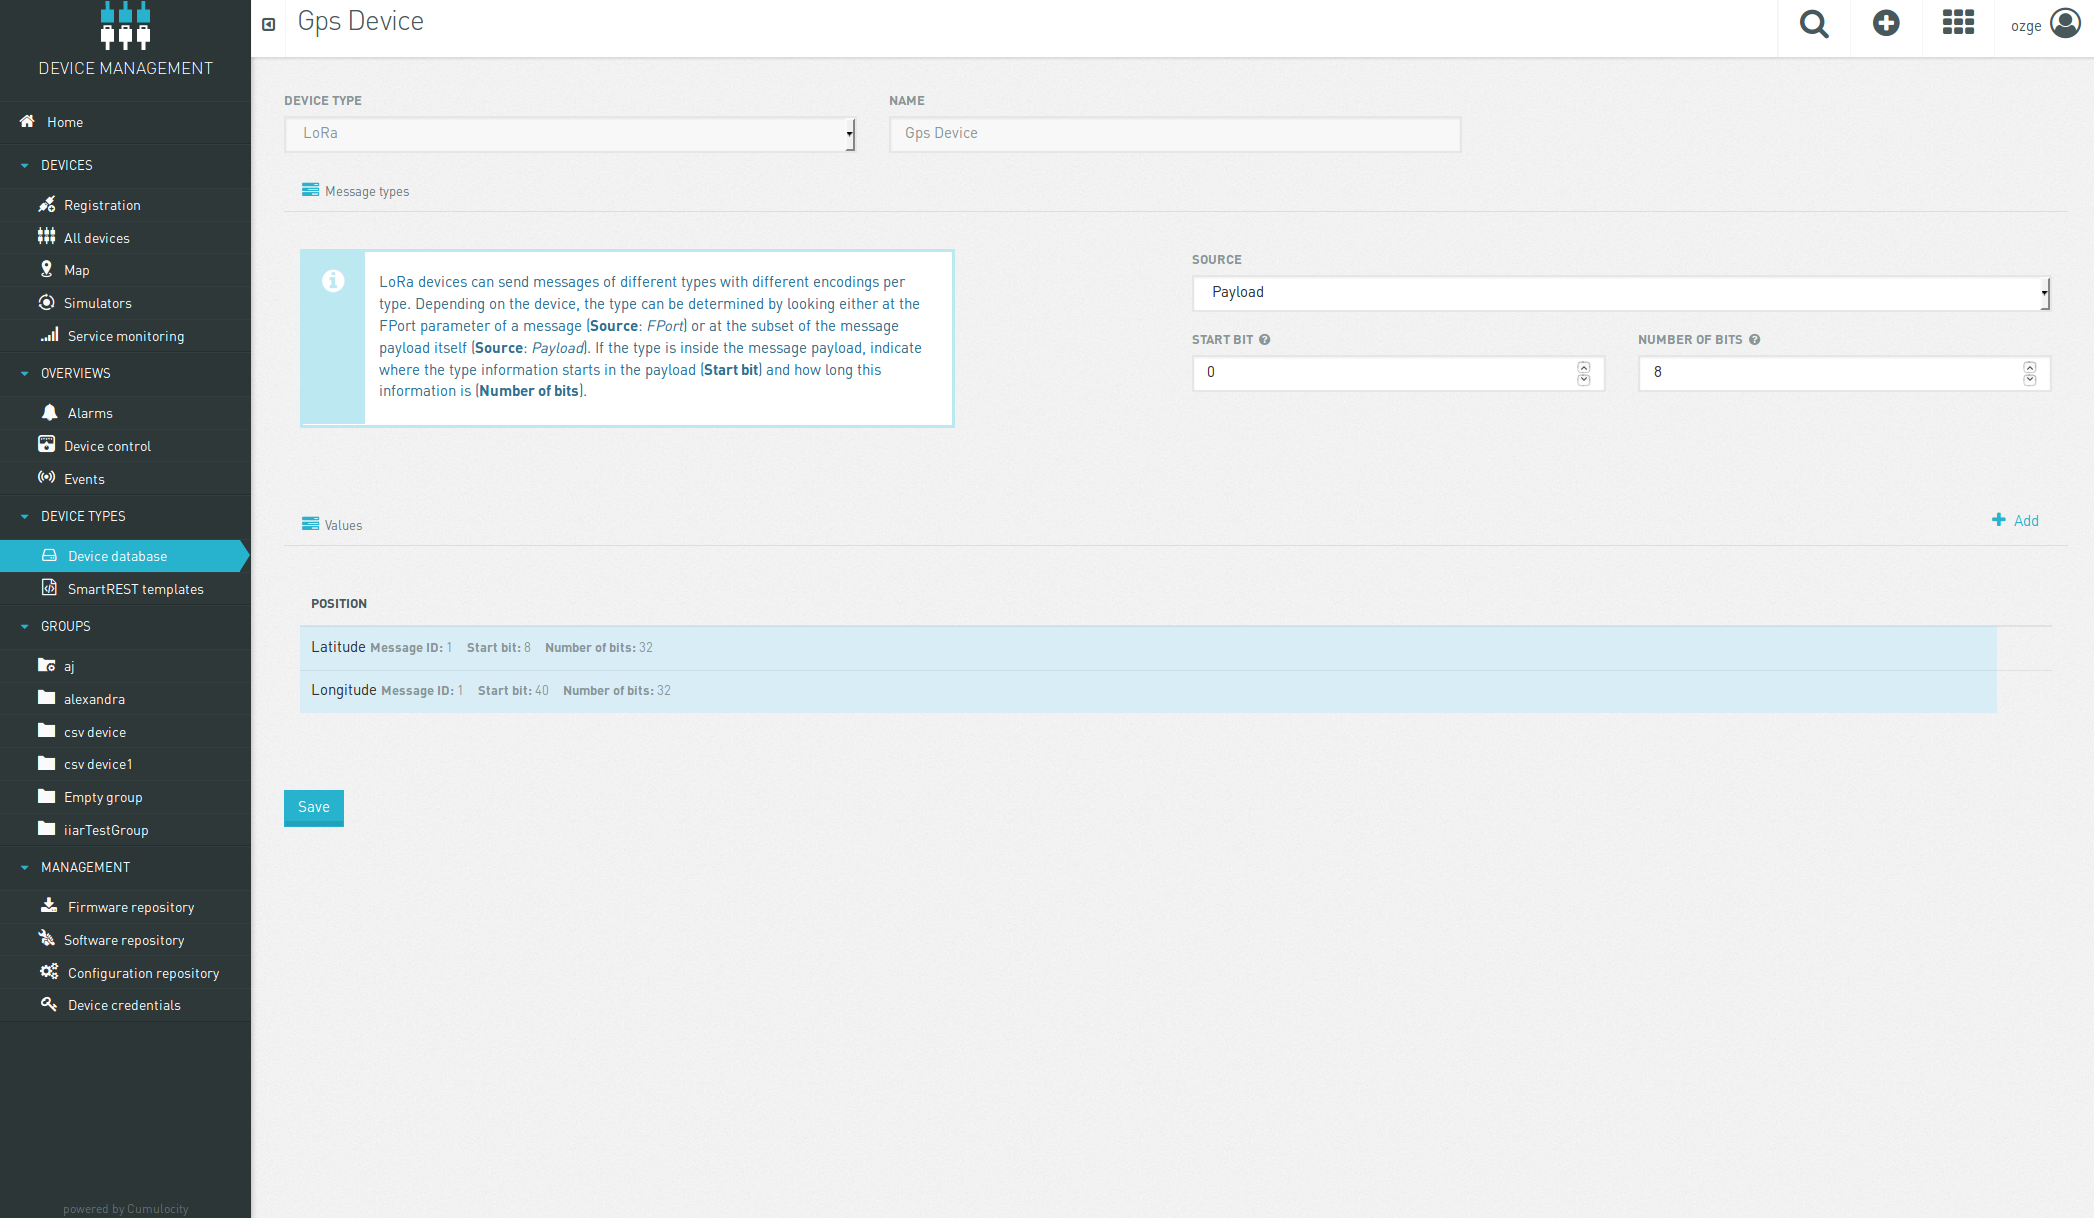 DEVICE MANAGEMENT
Home
DEVICES
Registration
All devices
Map
Simulators
Service monitoring
OVERVIEWS
Alarms
Device control
Events
DEVICE TYPES
Device database
SmartREST templates
GROUPS
aj
alexandra
csv device
csv device1
Empty group
iiarTestGroup
MANAGEMENT
Firmware repository
Software repository
Configuration repository
Device credentials
powered by Cumulocity
Gps Device
ozge
DEVICE TYPE
LoRa
NAME
Gps Device
Message types
LoRa devices can send messages of different types with different encodings per
type. Depending on the device, the type can be determined by looking either at the
FPort parameter of a message (Source: FPort) or at the subset of the message
payload itself (Source: Payload). If the type is inside the message payload, indicate
where the type information starts in the payload (Start bit) and how long this
information is (Number of bits).
SOURCE
Payload
START BIT
0
NUMBER OF BITS
8
Values
Add
POSITION
Latitude Message ID: 1 Start bit: 8 Number of bits: 32
Longitude Message ID: 1 Start bit: 40 Number of bits: 32
Save